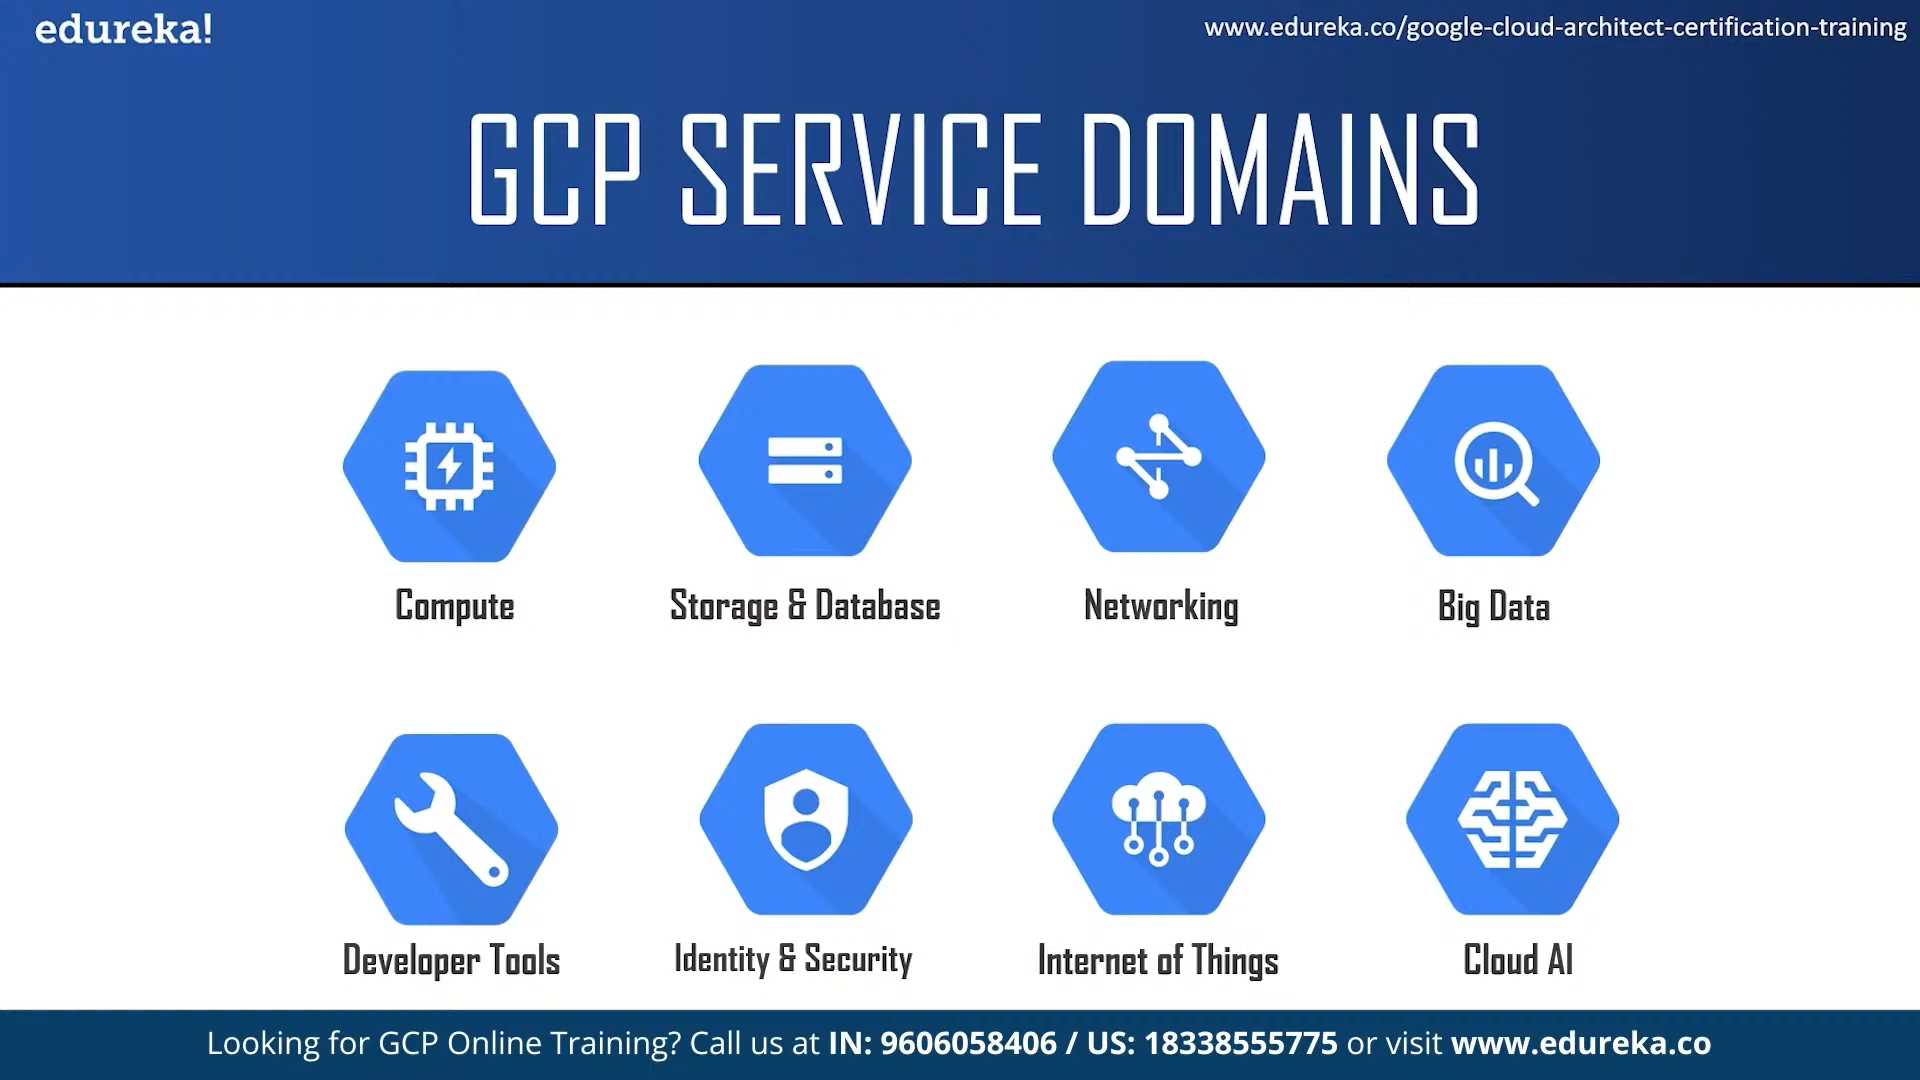 edureka!
www.edureka.co/google-cloud-architect-certification-training
GCP SERVICE DOMAINS
Compute
Storage & Database
Networking
Big Data
Developer Tools
Identity & Security
Internet of Things
Cloud AI
Looking for GCP Online Training? Call us at IN: 9606058406 / US: 18338555775 or visit www.edureka.co